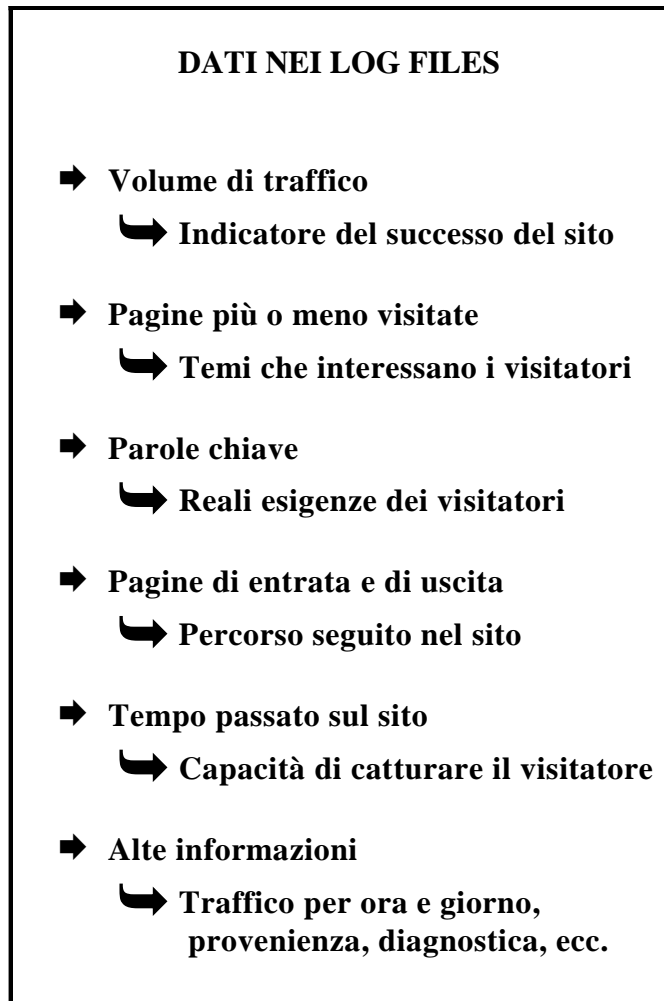 DATI NEI LOG FILES
Volume di traffico
Indicatore del successo del sito
Pagine più o meno visitate
Temi che interessano i visitatori
Parole chiave
Reali esigenze dei visitatori
Pagine di entrata e di uscita
Percorso seguito nel sito
Tempo passato sul sito
Capacità di catturare il visitatore
Alte informazioni
Traffico per ora e giorno,
provenienza, diagnostica, ecc.